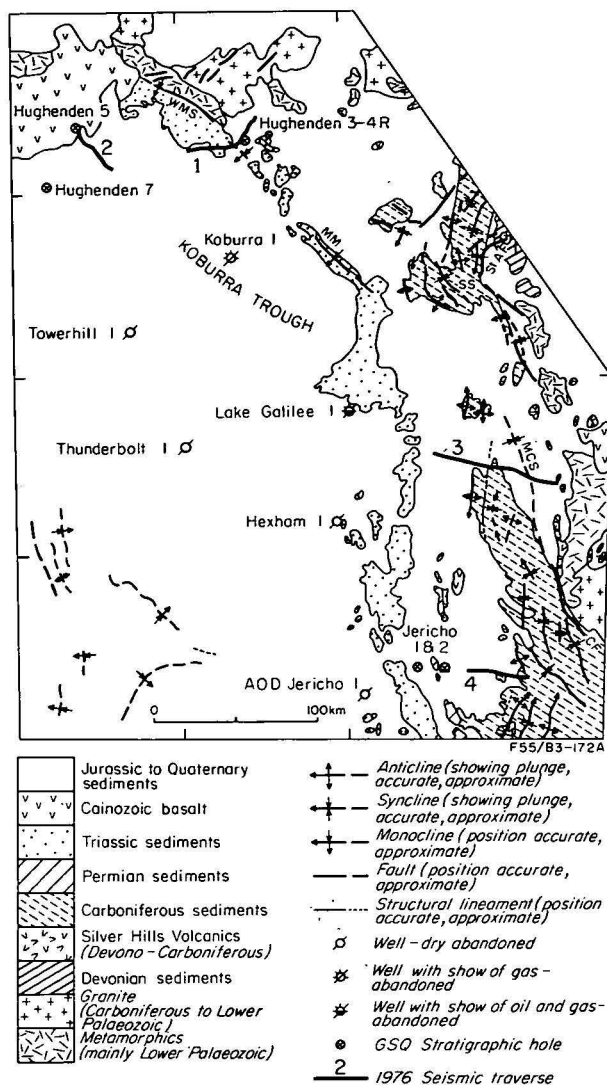 Hughenden 5
WMS
Hughenden 3-4R
2
1
Hughenden 7
Koburra 1
MM
KOBURRA TROUGH
SS
Towerhill 1
Lake Galilee 1
MCS
3
Thunderbolt 1
Hexham 1
Jericho
1&2
4
AOD Jericho 1
0 100km
F55/B3-172A
Jurassic to Quaternary
sediments
Cainozoic basalt
Triassic sediments
Permian sediments
Carboniferous sediments
Silver Hills Volcanics
(Devono-Carboniferous)
Devonian sediments
Granite
(Carboniferous to Lower
Palaeozoic)
Metamorphics
(mainly Lower Palaeozoic)
Anticline (showing plunge,
accurate, approximate)
Syncline (showing plunge,
accurate, approximate)
Monocline (position accurate,
approximate)
Fault (position accurate,
approximate)
Structural lineament (position
accurate, approximate)
Well-dry abandoned
Well with show of gas-
abandoned
Well with show of oil and gas-
abandoned
GSQ Stratigraphic hole
2
1976 Seismic traverse